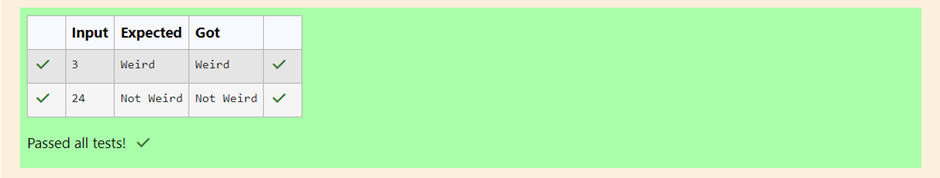 Input Expected Got
3 Weird Weird
24 Not Weird Not Weird
Passed all tests!